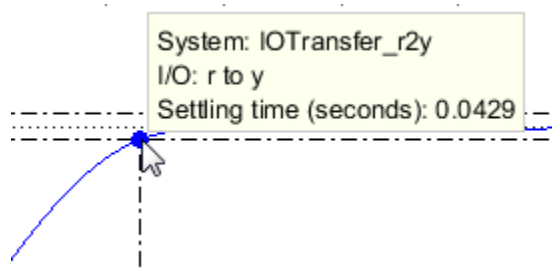 System: IOTransfer_r2y
I/O: r to y
Settling time (seconds): 0.0429